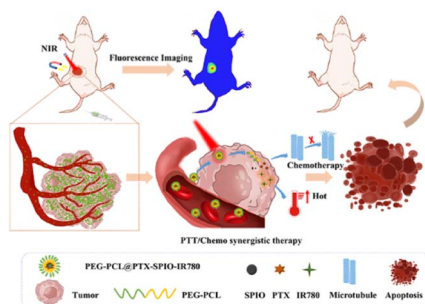 NIR
Fluorescence Imaging
Chemotherapy
Hot
PTT/Chemo synergistic therapy
PEG-PCL@PTX-SPIO-IR780
Tumor PEG-PCL SPIO PTX IR780 Microtubule Apoptosis